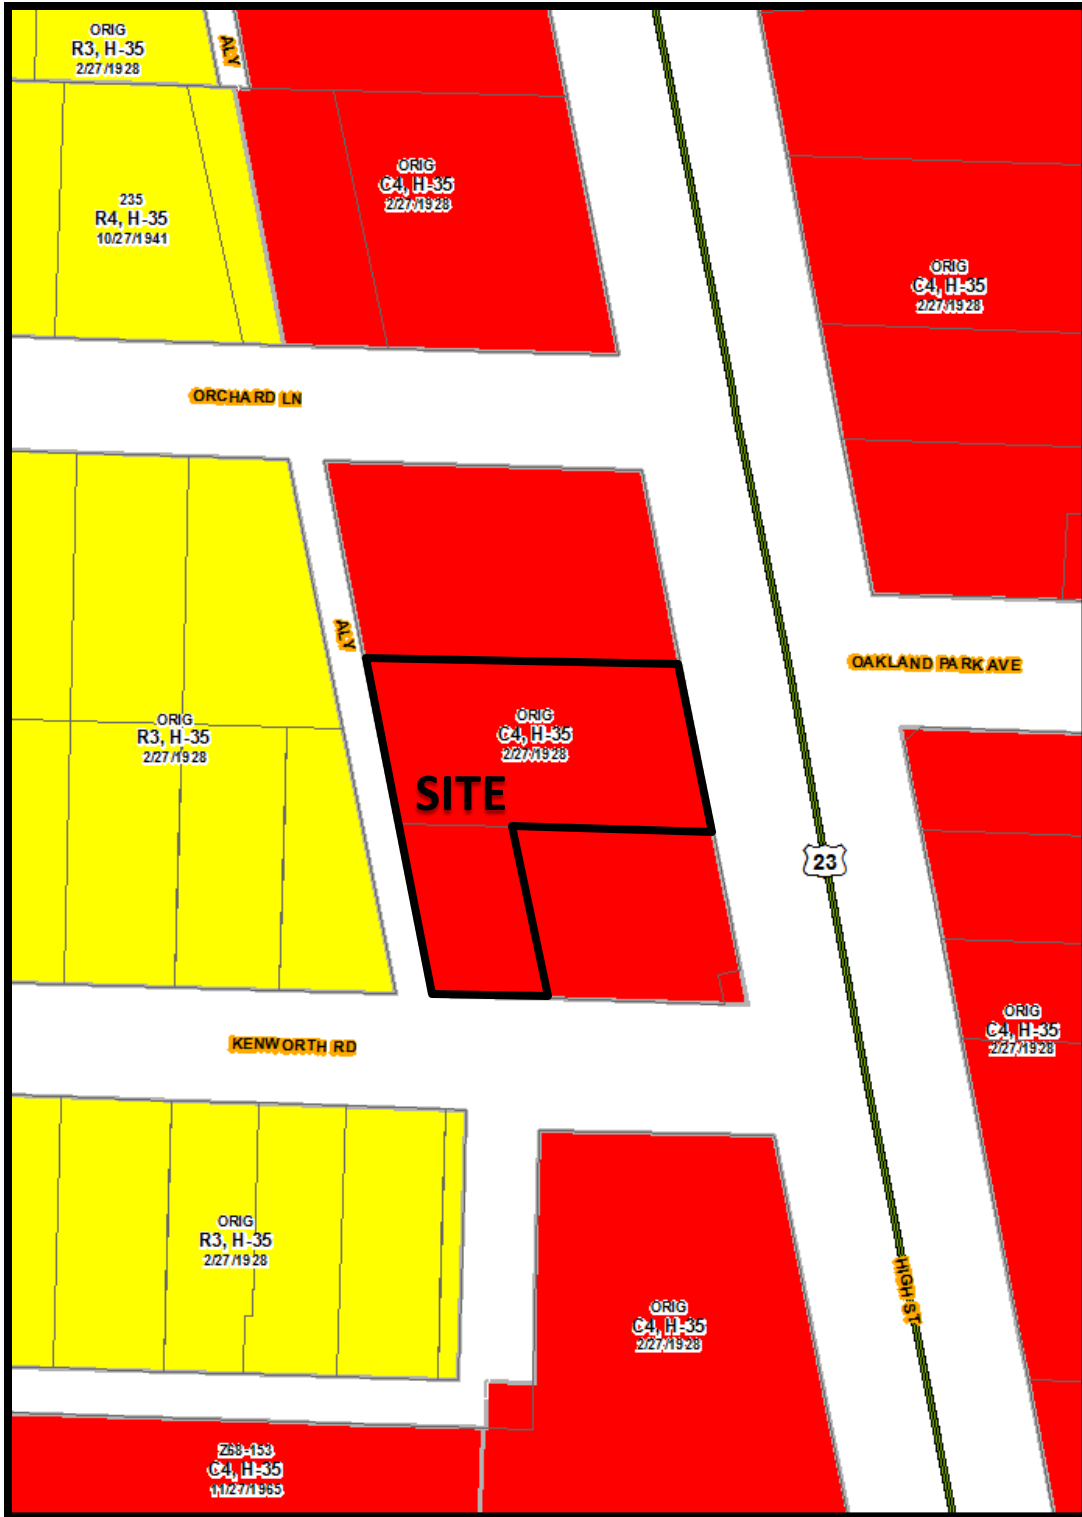 ORIG
R3, H-35
2/27/1928
ALY
ORIG
C4, H-35
2/27/1928
235
R4, H-35
10/27/1941
ORIG
C4, H-35
2/27/1928
ORCHARD LN
ALY
OAKLAND PARK AVE
ORIG
R3, H-35
2/27/1928
ORIG
C4, H-35
2/27/1928
SITE
23
ORIG
C4, H-35
2/27/1928
KENWORTH RD
ORIG
R3, H-35
2/27/1928
HIGH ST
ORIG
C4, H-35
2/27/1928
Z68-153
C4, H-35
11/27/1965